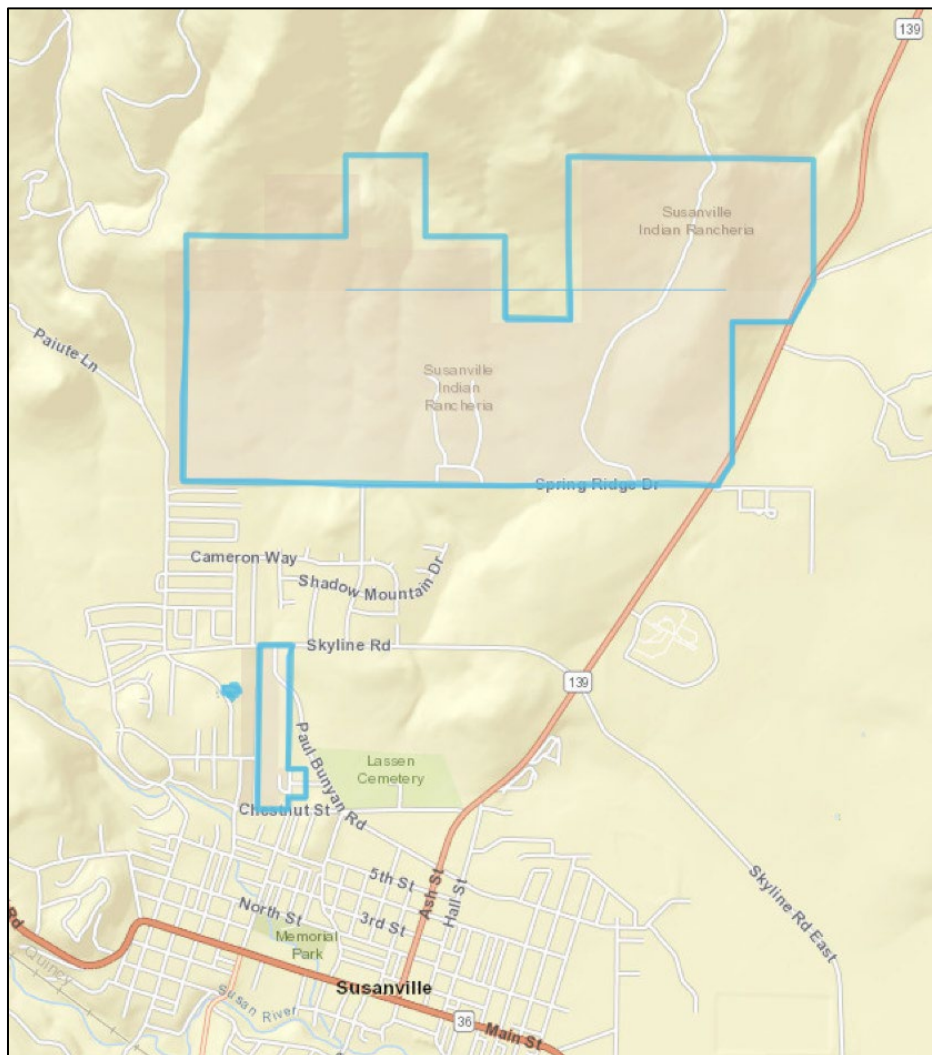 139
Susanville
Indian Rancheria
Paiute Ln
Susanville
Indian
Rancheria
Spring Ridge Dr
Cameron Way
Shadow Mountain Dr
Skyline Rd
139
Paul Bunyan Rd
Lassen
Cemetery
Chestnut St
5th St
Ash St
Hall St
Skyline Rd East
North St
3rd St
Rd
Memorial
Park
Quincy
Susanville
Susan River
36
Main St